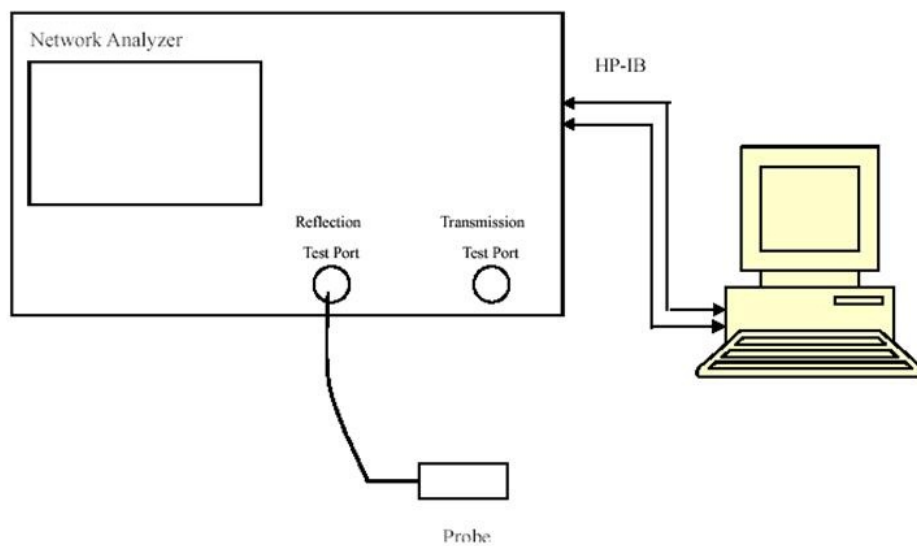 Network Analyzer
HP-IB
Reflection
Test Port
Transmission
Test Port
Probe